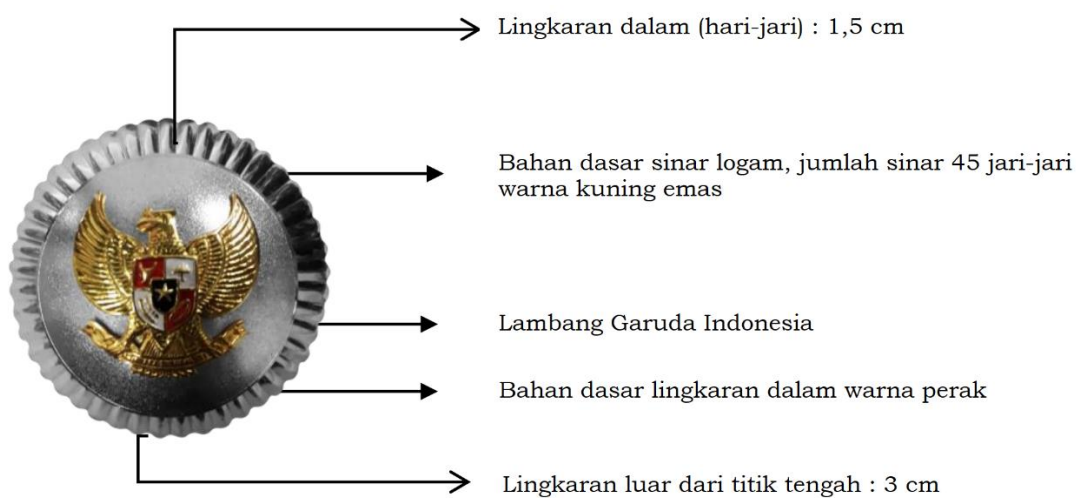 Lingkaran dalam (hari-jari) : 1,5 cm
Bahan dasar sinar logam, jumlah sinar 45 jari-jari
warna kuning emas
Lambang Garuda Indonesia
Bahan dasar lingkaran dalam warna perak
Lingkaran luar dari titik tengah : 3 cm